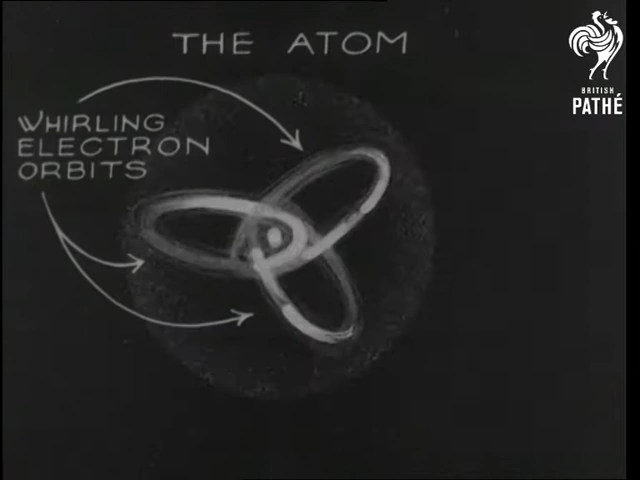 THE ATOM
BRITISH
PATHÉ
WHIRLING
ELECTRON
ORBITS